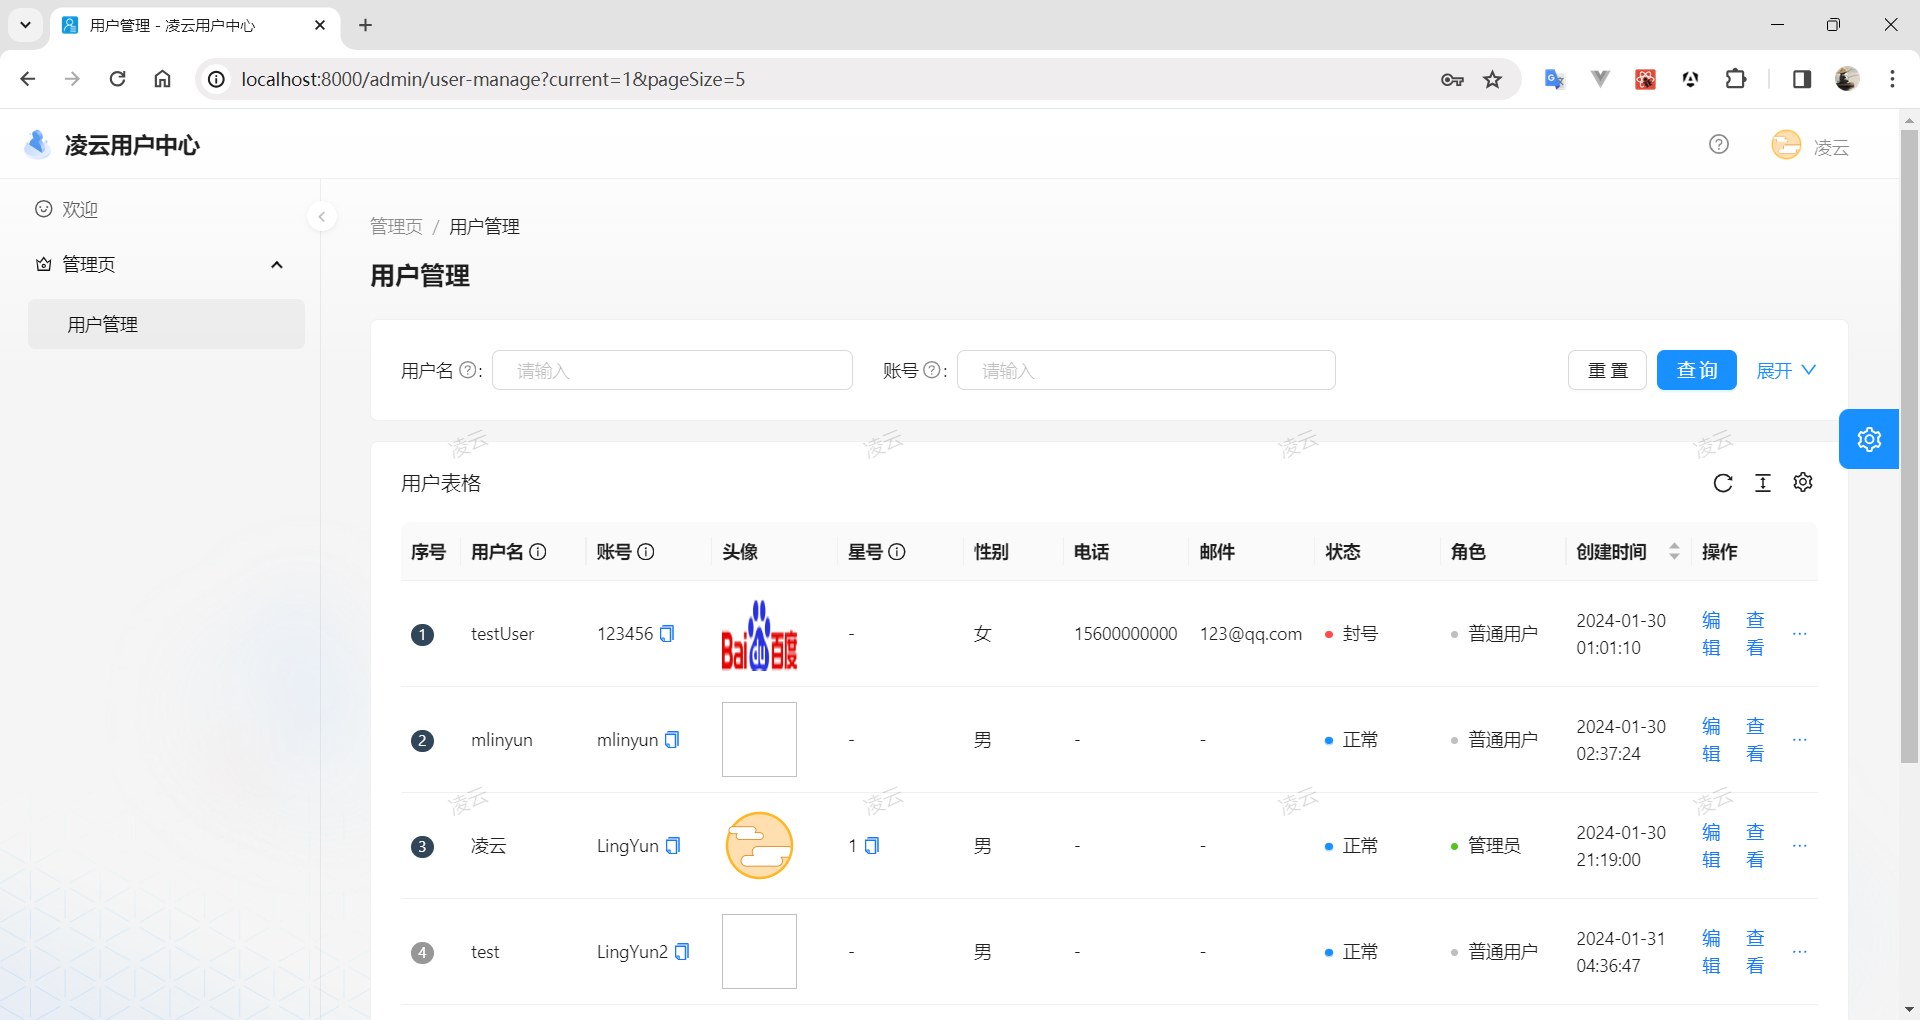 用户管理 - 凌云用户中心
localhost:8000/admin/user-manage?current=1&pageSize=5
凌云用户中心
凌云
欢迎
管理页
用户管理
管理页 / 用户管理
用户管理
用户名 : 请输入 账号 : 请输入 重 置 查 询 展开
凌云 凌云 凌云 凌云
用户表格
序号 用户名 账号 头像 星号 性别 电话 邮件 状态 角色 创建时间 操作
1 testUser 123456 Bai du 百度 - 女 15600000000 123@qq.com 封号 普通用户 2024-01-30 01:01:10 编辑 查看 ...
2 mlinyun mlinyun - 男 - - 正常 普通用户 2024-01-30 02:37:24 编辑 查看 ...
凌云 凌云 凌云 凌云
3 凌云 LingYun 1 男 - - 正常 管理员 2024-01-30 21:19:00 编辑 查看 ...
4 test LingYun2 - 男 - - 正常 普通用户 2024-01-31 04:36:47 编辑 查看 ...